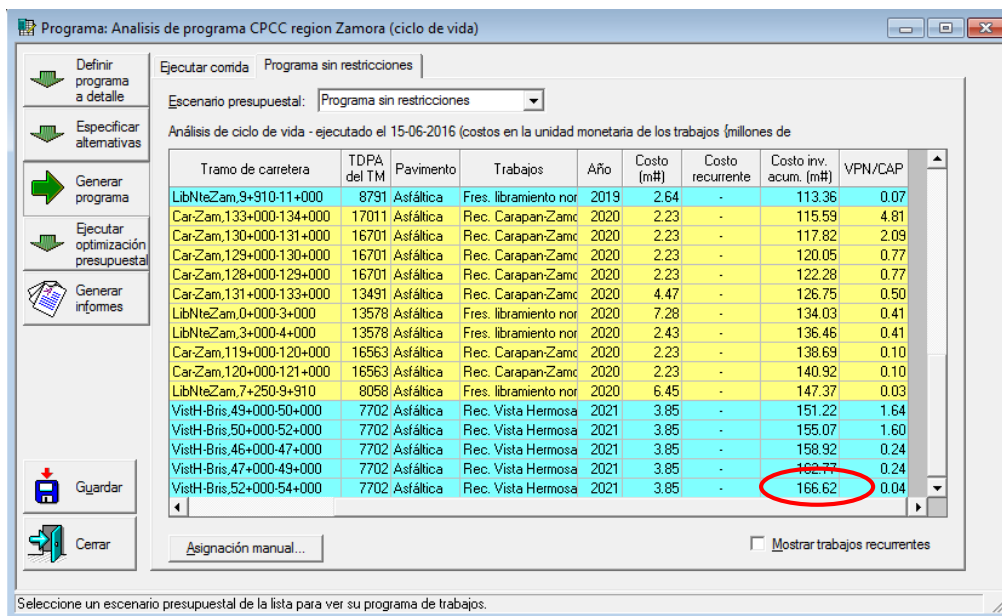 Programa: Analisis de programa CPCC region Zamora (ciclo de vida)
Definir programa a detalle
Especificar alternativas
Generar programa
Ejecutar optimización presupuestal
Generar informes
Guardar
Cerrar
Ejecutar corrida Programa sin restricciones
Escenario presupuestal: Programa sin restricciones
Análisis de ciclo de vida - ejecutado el 15-06-2016 (costos en la unidad monetaria de los trabajos {millones de
Tramo de carretera TDPA del TM Pavimento Trabajos Año Costo (m#) Costo recurrente Costo inv. acum. (m#) VPN/CAP
LibNteZam,9+910-11+000 8791 Asfáltica Fres. libramiento nor 2019 2.64 - 113.36 0.07
Car-Zam,133+000-134+000 17011 Asfáltica Rec. Carapan-Zamo 2020 2.23 - 115.59 4.81
Car-Zam,130+000-131+000 16701 Asfáltica Rec. Carapan-Zamo 2020 2.23 - 117.82 2.09
Car-Zam,129+000-130+000 16701 Asfáltica Rec. Carapan-Zamo 2020 2.23 - 120.05 0.77
Car-Zam,128+000-129+000 16701 Asfáltica Rec. Carapan-Zamo 2020 2.23 - 122.28 0.77
Car-Zam,131+000-133+000 13491 Asfáltica Rec. Carapan-Zamo 2020 4.47 - 126.75 0.50
LibNteZam,0+000-3+000 13578 Asfáltica Fres. libramiento nor 2020 7.28 - 134.03 0.41
LibNteZam,3+000-4+000 13578 Asfáltica Fres. libramiento nor 2020 2.43 - 136.46 0.41
Car-Zam,119+000-120+000 16563 Asfáltica Rec. Carapan-Zamo 2020 2.23 - 138.69 0.10
Car-Zam,120+000-121+000 16563 Asfáltica Rec. Carapan-Zamo 2020 2.23 - 140.92 0.10
LibNteZam,7+250-9+910 8058 Asfáltica Fres. libramiento nor 2020 6.45 - 147.37 0.03
VistH-Bris,49+000-50+000 7702 Asfáltica Rec. Vista Hermosa 2021 3.85 - 151.22 1.64
VistH-Bris,50+000-52+000 7702 Asfáltica Rec. Vista Hermosa 2021 3.85 - 155.07 1.60
VistH-Bris,46+000-47+000 7702 Asfáltica Rec. Vista Hermosa 2021 3.85 - 158.92 0.24
VistH-Bris,47+000-49+000 7702 Asfáltica Rec. Vista Hermosa 2021 3.85 - 162.77 0.24
VistH-Bris,52+000-54+000 7702 Asfáltica Rec. Vista Hermosa 2021 3.85 - 166.62 0.04
Asignación manual... Mostrar trabajos recurrentes
Seleccione un escenario presupuestal de la lista para ver su programa de trabajos.